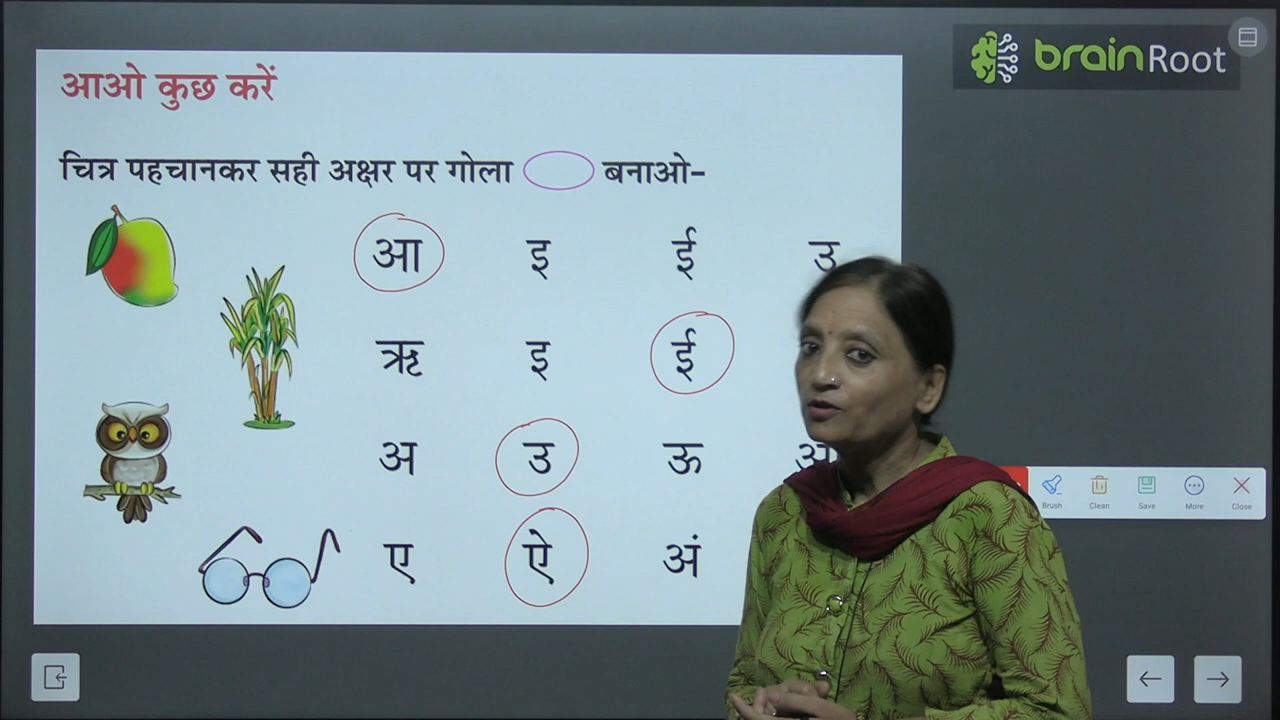 brainRoot
आओ कुछ करें
चित्र पहचानकर सही अक्षर पर गोला बनाओ-
आ इ ई उ
ऋ इ ई
अ उ ऊ
ए ऐ अं
Brush Clean Save More Close